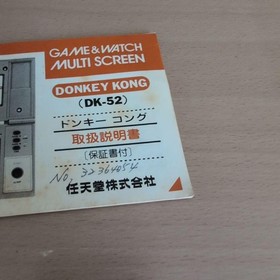 GAME&WATCH
MULTI SCREEN
DONKEY KONG
(DK-52)
ドンキー コング
取扱説明書
〔保証書付〕
No, 32364054
任天堂株式会社